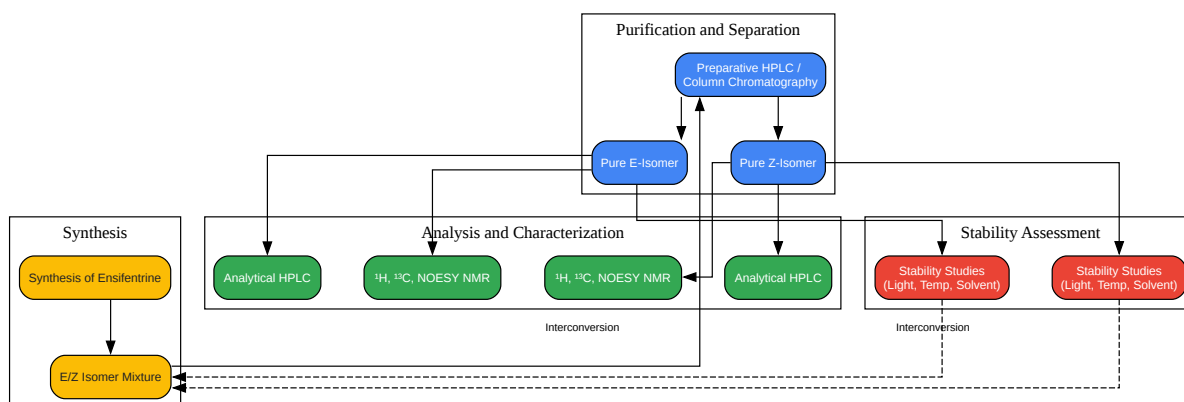 Purification and Separation
Preparative HPLC /
Column Chromatography
Pure E-Isomer
Pure Z-Isomer
Synthesis
Analysis and Characterization
Stability Assessment
Synthesis of Ensifentrine
Analytical HPLC
¹H, ¹³C, NOESY NMR
¹H, ¹³C, NOESY NMR
Analytical HPLC
Stability Studies
(Light, Temp, Solvent)
Stability Studies
(Light, Temp, Solvent)
Interconversion
Interconversion
E/Z Isomer Mixture